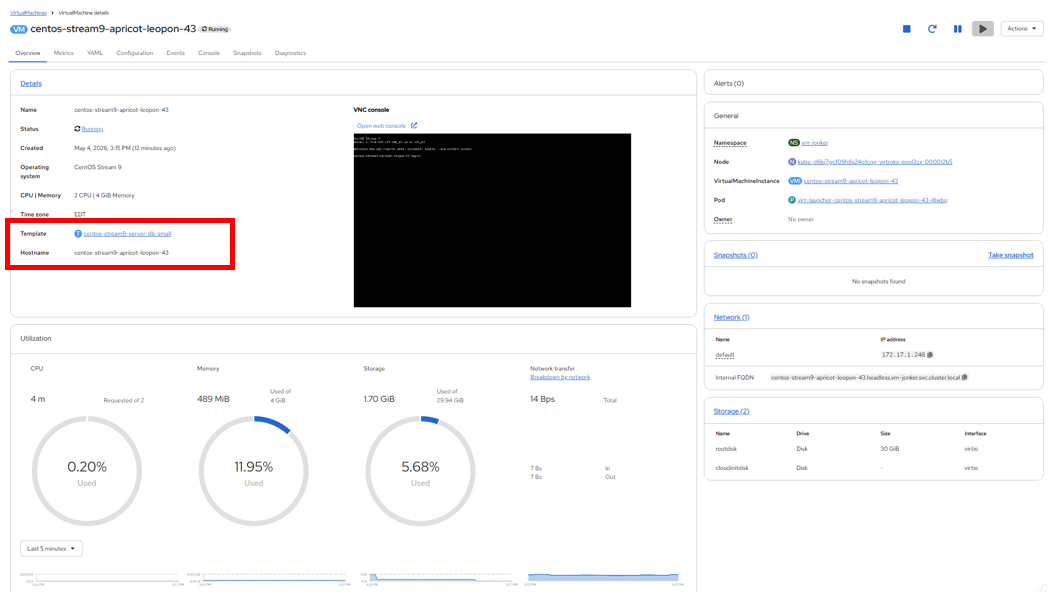 VirtualMachines > VirtualMachine details
VM centos-stream9-apricot-leopon-43 Running
Actions
Overview Metrics YAML Configuration Events Console Snapshots Diagnostics
Details
Name centos-stream9-apricot-leopon-43
Status Running
Created May 4, 2026, 3:15 PM (12 minutes ago)
Operating system CentOS Stream 9
CPU | Memory 2 CPU | 4 GiB Memory
Time zone EDT
Template T centos-stream9-server-db-small
Hostname centos-stream9-apricot-leopon-43
VNC console
Open web console
Alerts (0)
General
Namespace NS vm-jonker
Node N
VirtualMachineInstance VMI centos-stream9-apricot-leopon-43
Pod P
Owner No owner
Snapshots (0) Take snapshot
No snapshots found
Network (1)
Name IP address
default 172.17.1.248
Internal FQDN centos-stream9-apricot-leopon-43.headless.vm-jonker.svc.cluster.local
Storage (2)
Name Drive Size Interface
rootdisk Disk 30 GiB virtio
cloudinitdisk Disk - virtio
Utilization
CPU
4 m Requested of 2
0.20%
Used
Memory
489 MiB Used of 4 GiB
11.95%
Used
Storage
1.70 GiB Used of 29.94 GiB
5.68%
Used
Network transfer
Breakdown by network
14 Bps Total
7 Bs In
7 Bs Out
Last 5 minutes